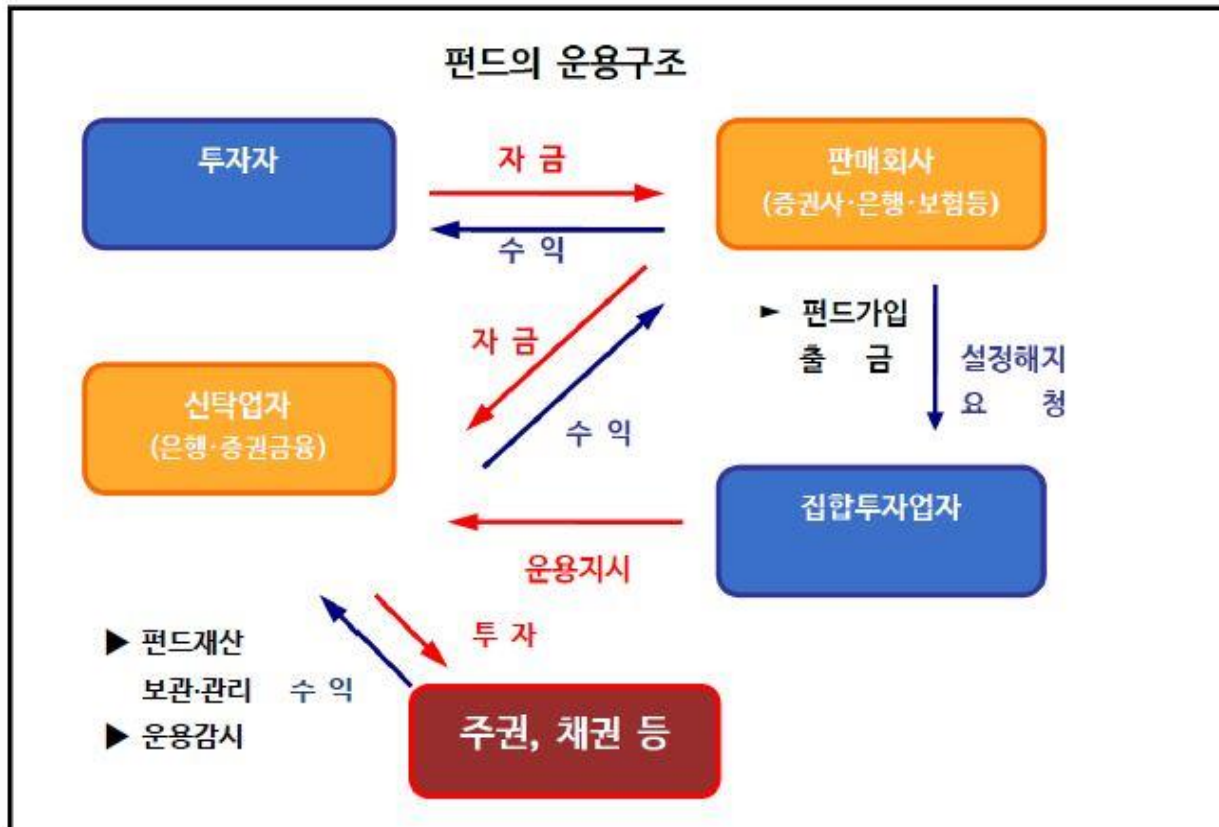 펀드의 운용구조
투자자
자 금
수 익
판매회사
(증권사·은행·보험등)
자 금
수 익
► 펀드가입
출 금
설정해지
요 청
신탁업자
(은행·증권금융)
집합투자업자
운용지시
▶ 펀드재산
보관·관리
▶ 운용감시
수 익
투 자
주권, 채권 등